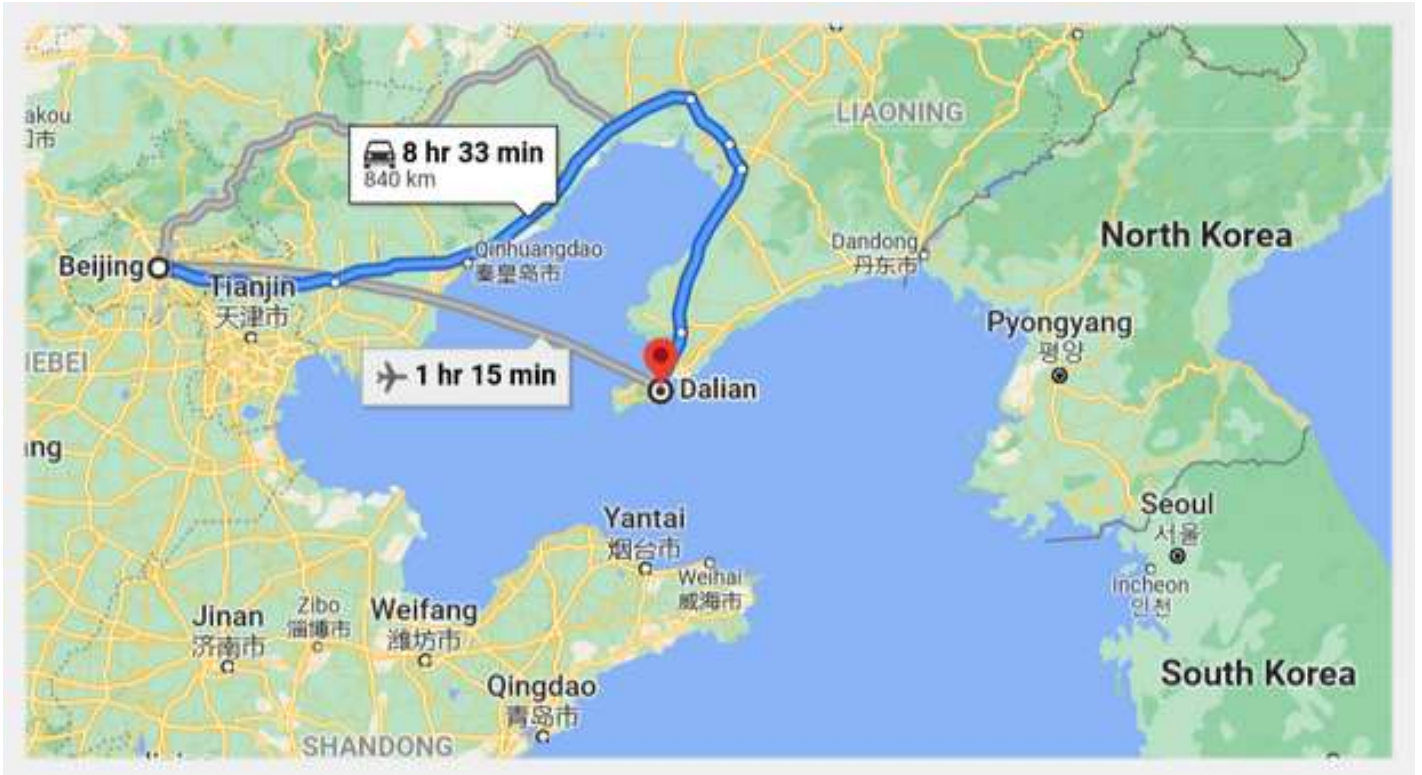 akou
LIAONING
8 hr 33 min
840 km
North Korea
Dandong
丹东市
Qinhuangdao
秦皇岛市
Beijing
Tianjin
天津市
Pyongyang
평양
1 hr 15 min
Dalian
ang
Seoul
서울
Yantai
烟台市
Weihai
威海市
Incheon
인천
Jinan
济南市
Zibo
淄博市
Weifang
潍坊市
South Korea
Qingdao
青岛市
SHANDONG